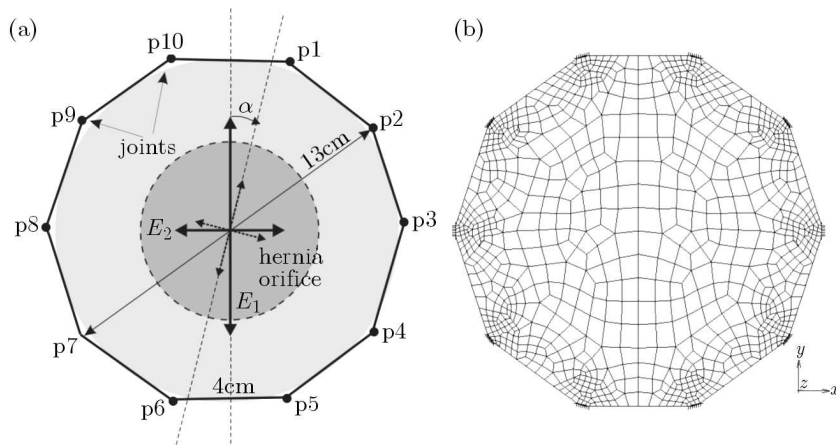 (a)
p10
p1
α
p9
p2
joints
13cm
p8
E2
p3
hernia
orifice
E1
p7
p4
4cm
p6
p5
(b)
y
z
x